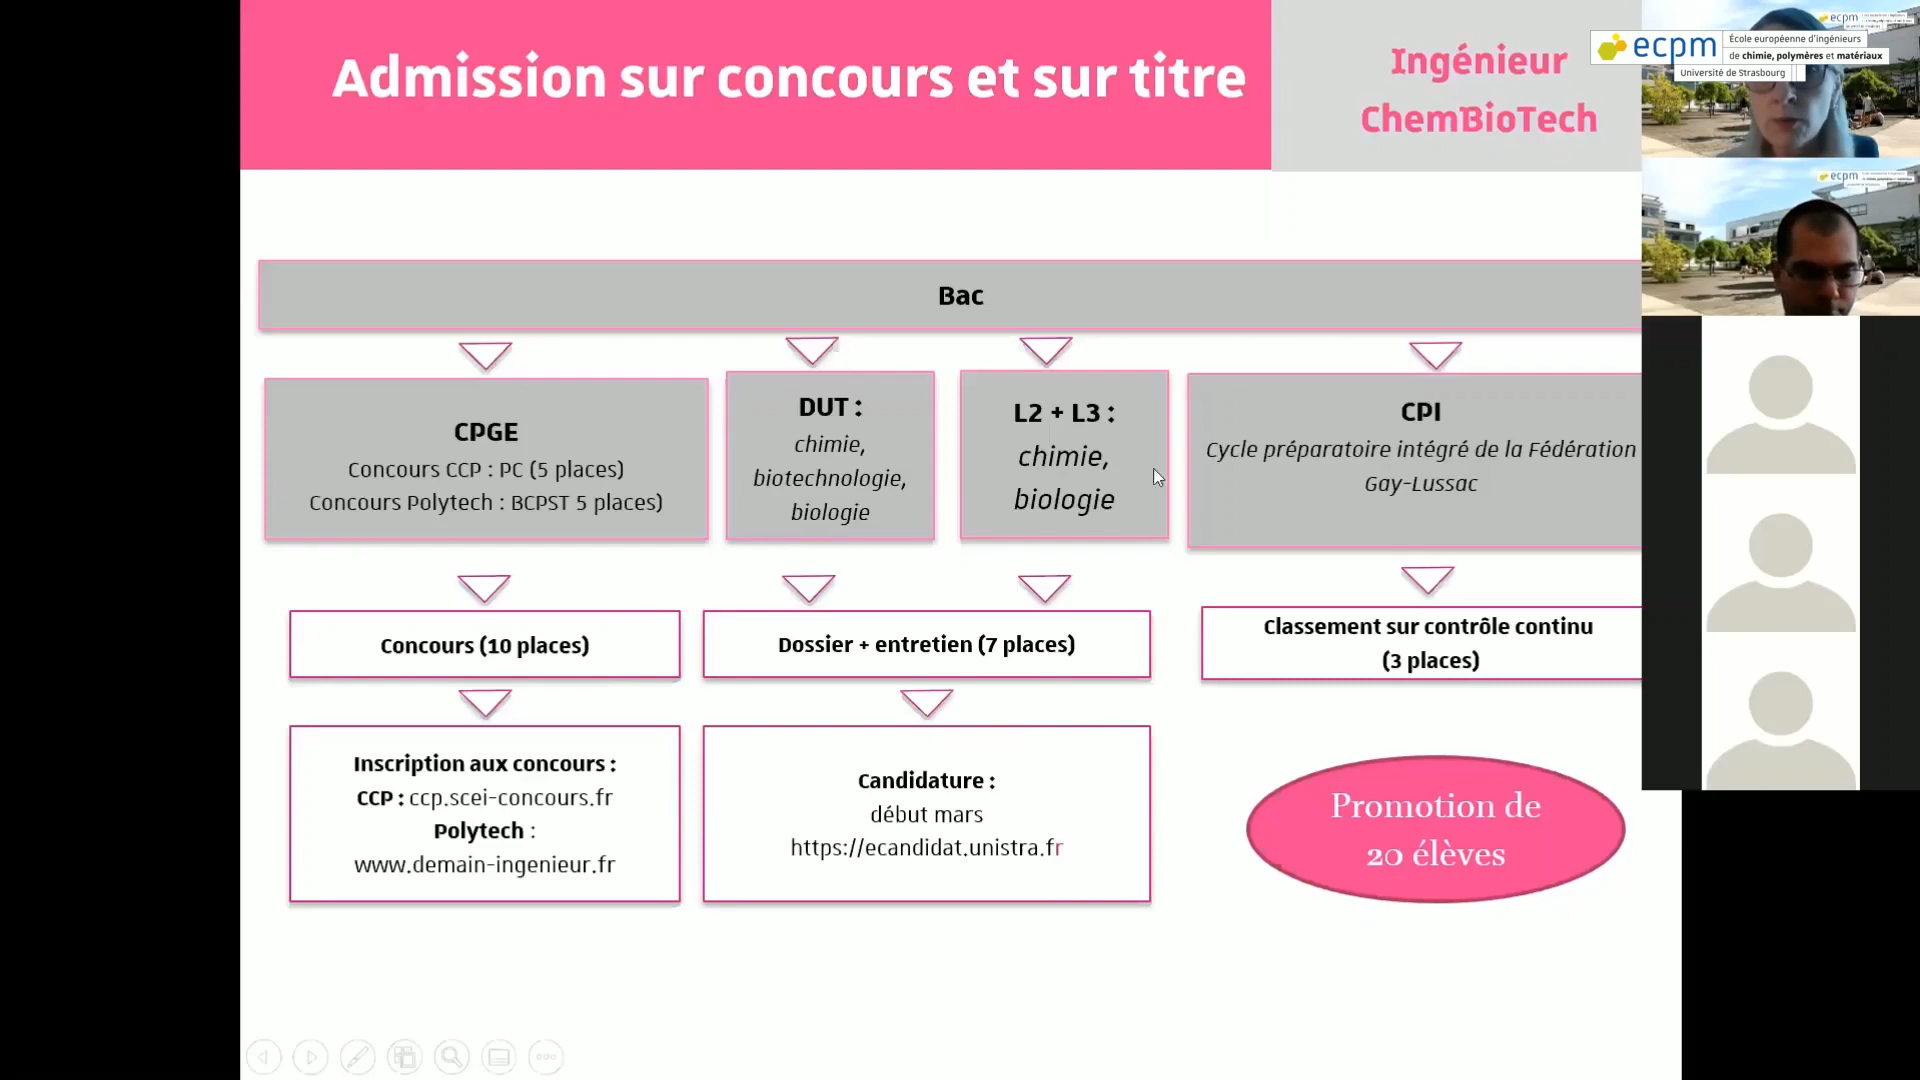 Admission sur concours et sur titre
Ingénieur
ChemBioTech
ecpm
École européenne d'ingénieurs
de chimie, polymères et matériaux
Université de Strasbourg
ecpm
ecpm
Bac
CPGE
Concours CCP : PC (5 places)
Concours Polytech : BCPST 5 places)
DUT :
chimie,
biotechnologie,
biologie
L2 + L3 :
chimie,
biologie
CPI
Cycle préparatoire intégré de la Fédération
Gay-Lussac
Concours (10 places)
Dossier + entretien (7 places)
Classement sur contrôle continu
(3 places)
Inscription aux concours :
CCP : ccp.scei-concours.fr
Polytech :
www.demain-ingenieur.fr
Candidature :
début mars
https://ecandidat.unistra.fr
Promotion de
20 élèves